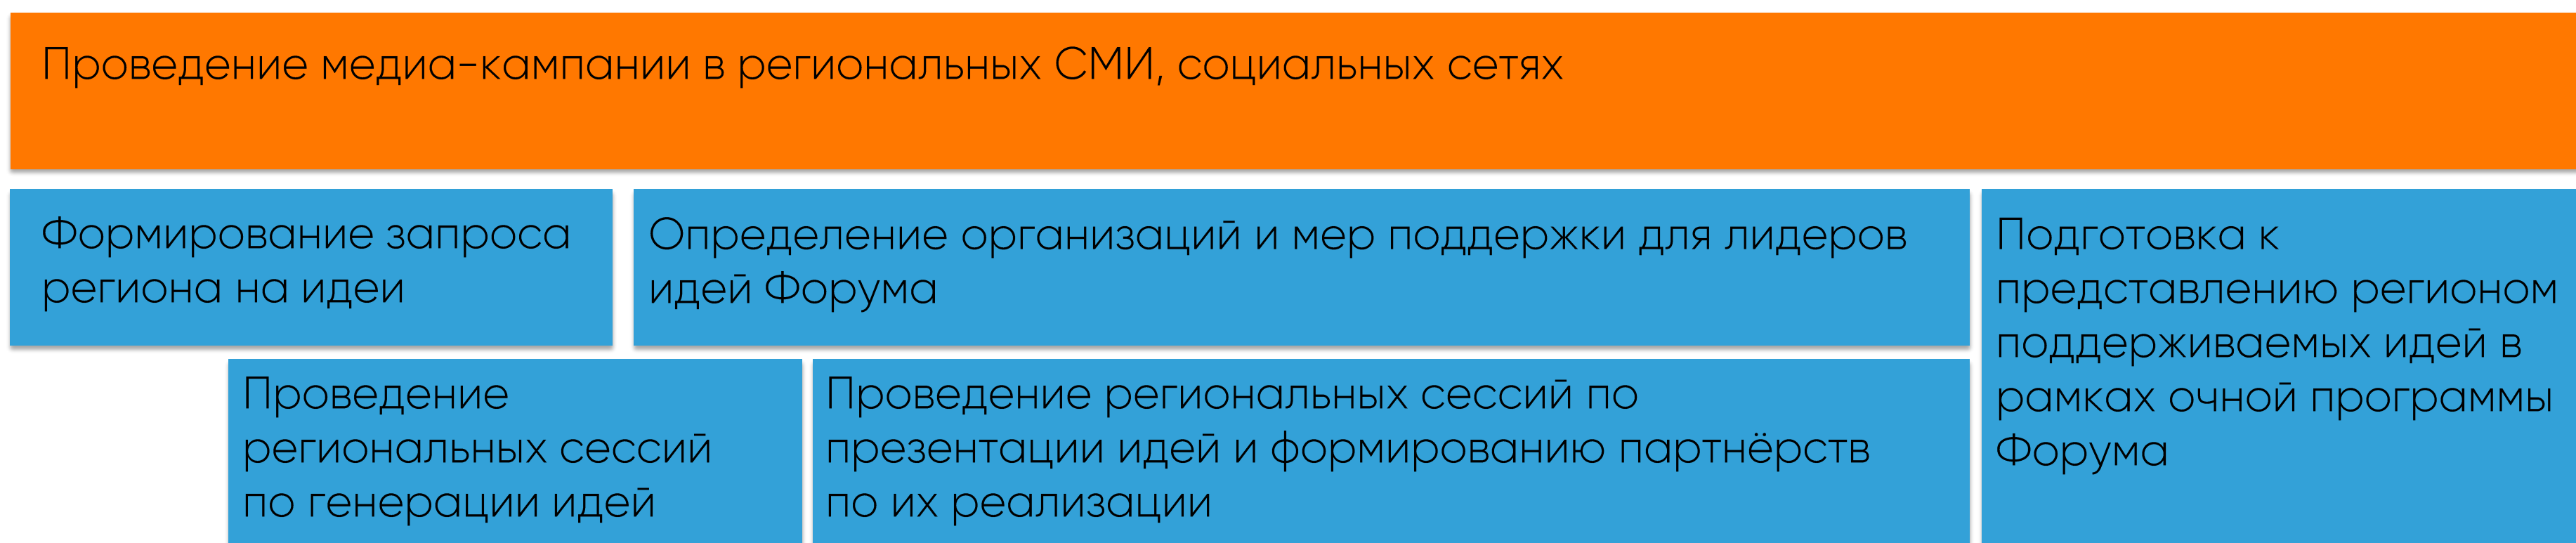 Проведение медиа-кампании в региональных СМИ, социальных сетях
Формирование запроса
региона на идеи
Определение организаций и мер поддержки для лидеров
идей Форума
Подготовка к
представлению регионом
поддерживаемых идей в
рамках очной программы
Форума
Проведение
региональных сессий
по генерации идей
Проведение региональных сессий по
презентации идей и формированию партнёрств
по их реализации